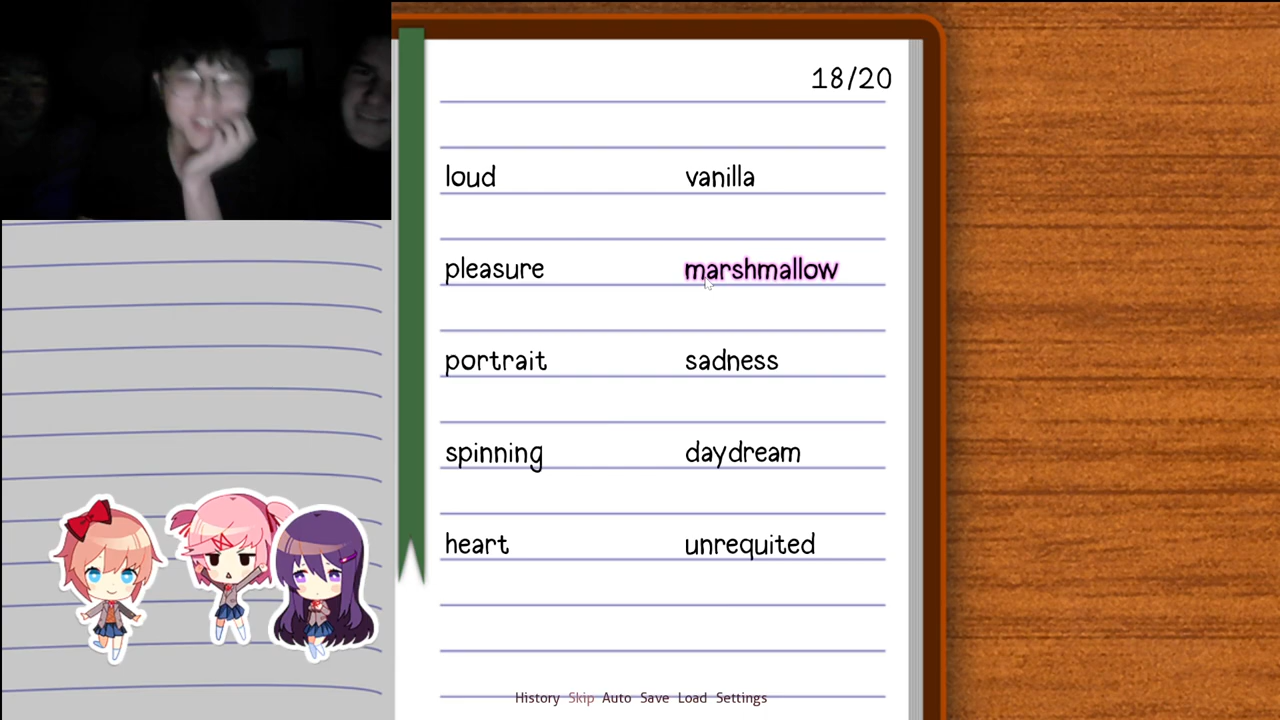 18/20
loud vanilla
pleasure marshmallow
portrait sadness
spinning daydream
heart unrequited
History Skip Auto Save Load Settings